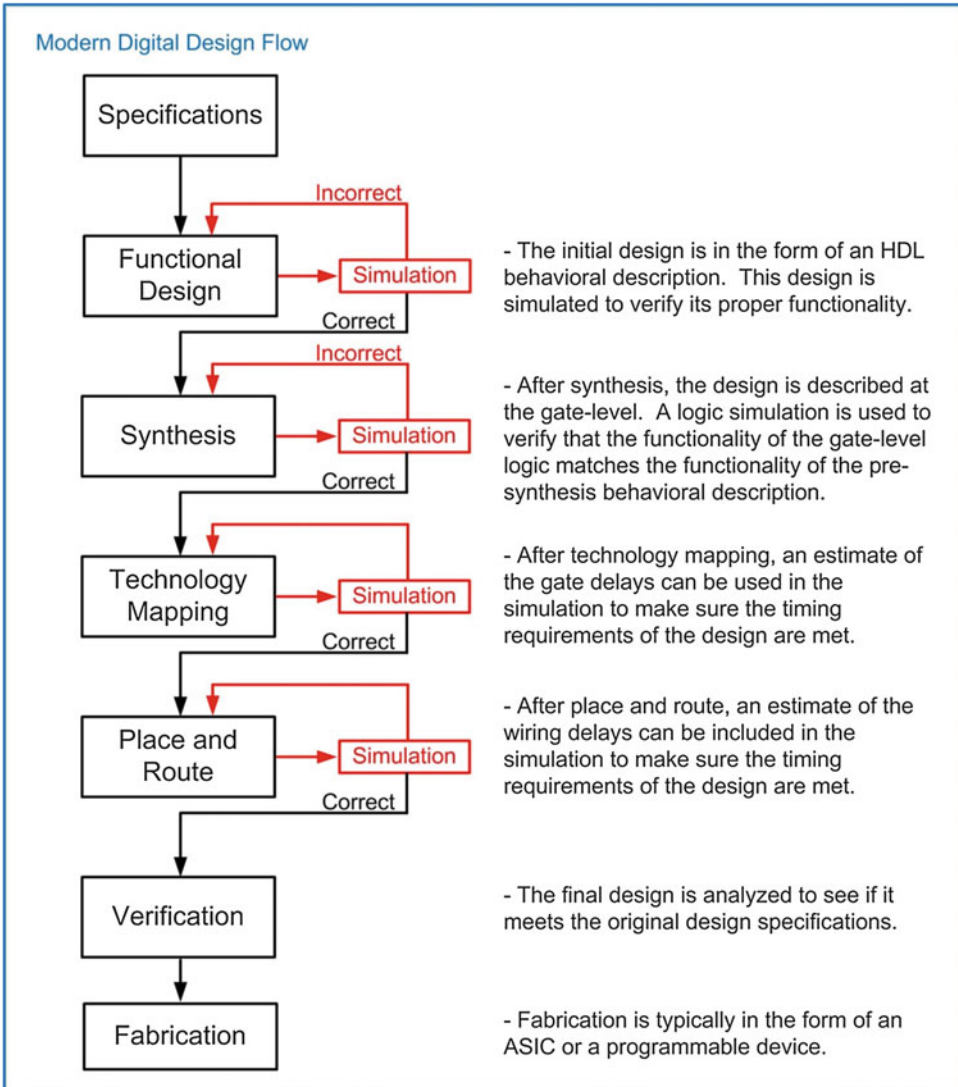 Modern Digital Design Flow
Specifications
Incorrect
Functional
Design
Simulation
- The initial design is in the form of an HDL
behavioral description.  This design is
simulated to verify its proper functionality.
Correct
Incorrect
Synthesis
Simulation
- After synthesis, the design is described at
the gate-level.  A logic simulation is used to
verify that the functionality of the gate-level
logic matches the functionality of the pre-
synthesis behavioral description.
Correct
Technology
Mapping
Simulation
- After technology mapping, an estimate of
the gate delays can be used in the
simulation to make sure the timing
requirements of the design are met.
Correct
Place and
Route
Simulation
- After place and route, an estimate of the
wiring delays can be included in the
simulation to make sure the timing
requirements of the design are met.
Correct
Verification
- The final design is analyzed to see if it
meets the original design specifications.
Fabrication
- Fabrication is typically in the form of an
ASIC or a programmable device.